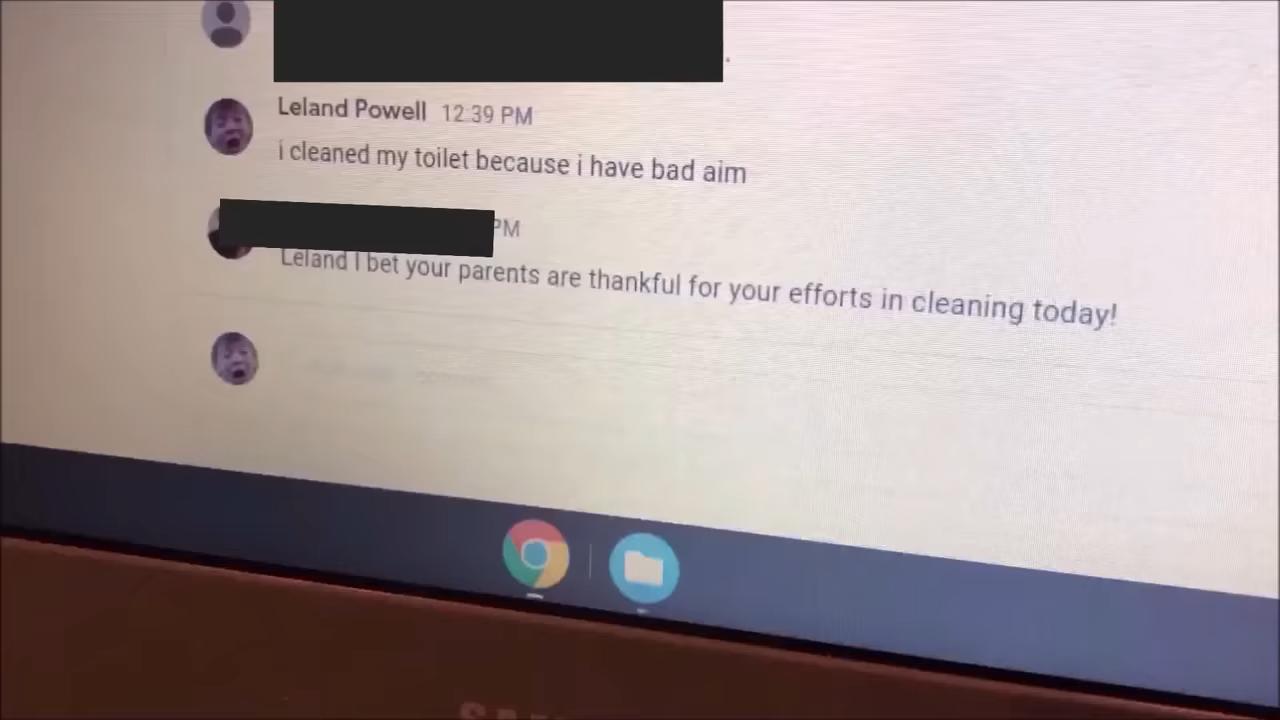 Leland Powell 12:39 PM
i cleaned my toilet because i have bad aim
PM
Leland I bet your parents are thankful for your efforts in cleaning today!